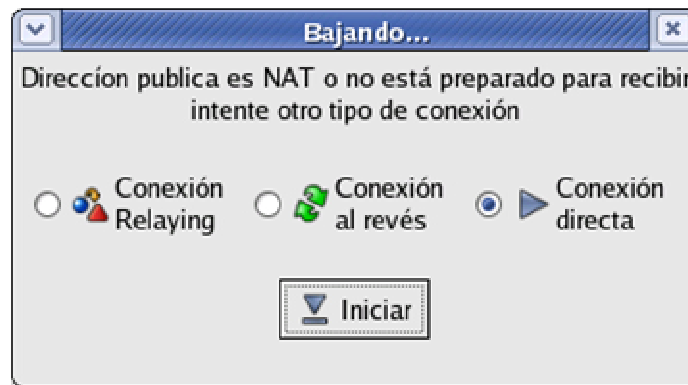 Bajando...
Direccíon publica es NAT o no está preparado para recibir
intente otro tipo de conexión
Conexión
Relaying
Conexión
al revés
Conexión
directa
Iniciar